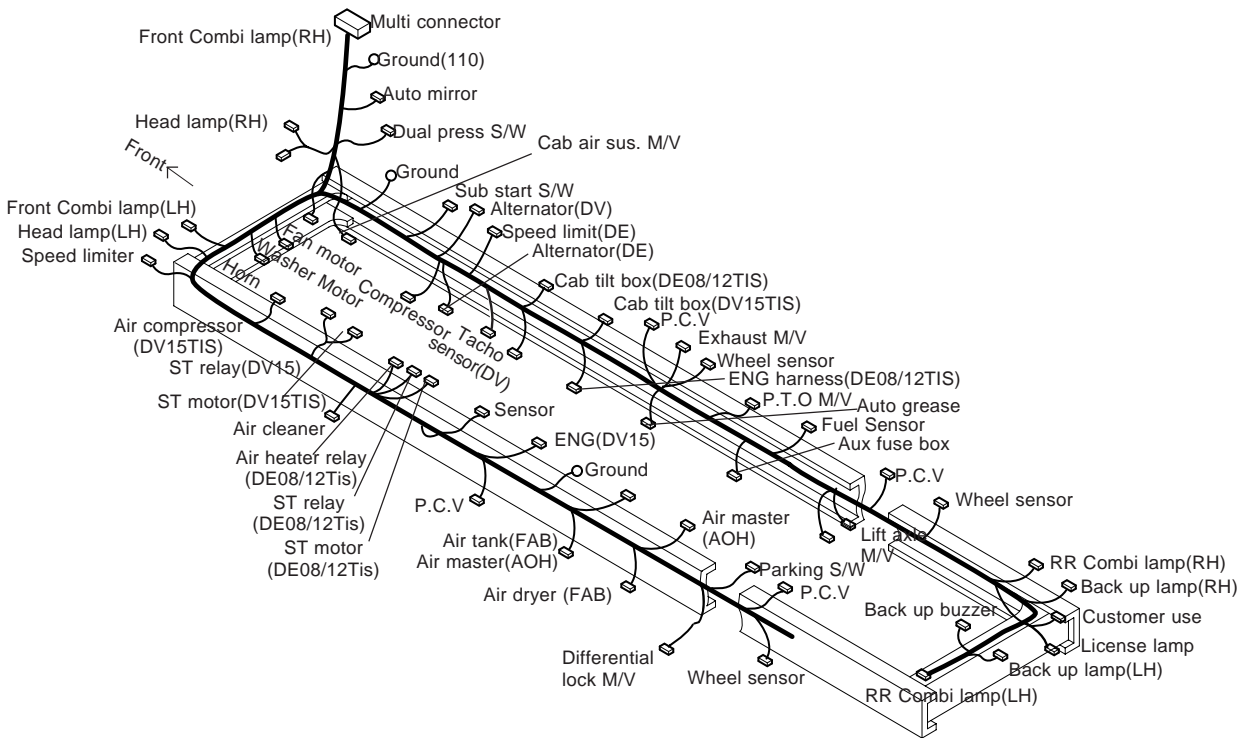 Multi connector
Front Combi lamp(RH)
Ground(110)
Auto mirror
Head lamp(RH)
Dual press S/W
Cab air sus. M/V
Front
Ground
Sub start S/W
Alternator(DV)
Front Combi lamp(LH)
Head lamp(LH)
Speed limit(DE)
Speed limiter
Alternator(DE)
Fan motor
Washer Motor
Horn
Compressor
Tacho
sensor(DV)
Cab tilt box(DE08/12TIS)
Cab tilt box(DV15TIS)
P.C.V
Exhaust M/V
Wheel sensor
ENG harness(DE08/12TIS)
P.T.O M/V
Auto grease
Fuel Sensor
Aux fuse box
Air compressor
(DV15TIS)
ST relay(DV15)
ST motor(DV15TIS)
Air cleaner
Sensor
ENG(DV15)
Air heater relay
(DE08/12Tis)
Ground
P.C.V
Wheel sensor
ST relay
(DE08/12Tis)
P.C.V
Air master
(AOH)
Lift axle
M/V
ST motor
(DE08/12Tis)
Air tank(FAB)
Air master(AOH)
Parking S/W
RR Combi lamp(RH)
Air dryer (FAB)
P.C.V
Back up lamp(RH)
Back up buzzer
Customer use
License lamp
Differential
lock M/V
Wheel sensor
Back up lamp(LH)
RR Combi lamp(LH)